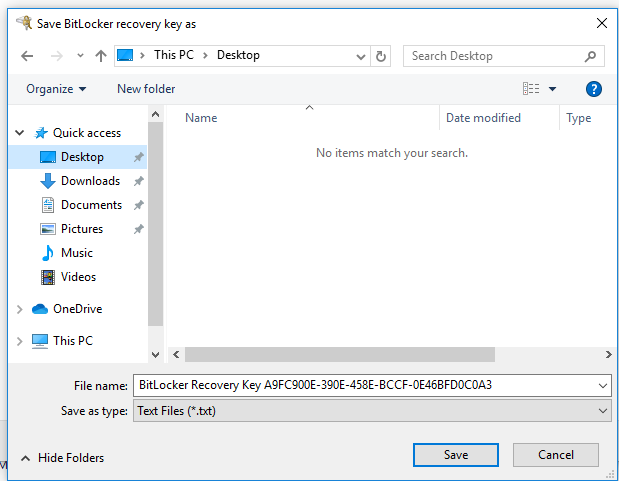 Save BitLocker recovery key as
This PC > Desktop
Search Desktop
Organize
New folder
?
Name
Date modified
Type
Quick access
Desktop
Downloads
Documents
Pictures
Music
Videos
OneDrive
This PC
No items match your search.
File name: BitLocker Recovery Key A9FC900E-390E-458E-BCCF-0E46BFD0C0A3
Save as type: Text Files (*.txt)
Hide Folders
Save
Cancel